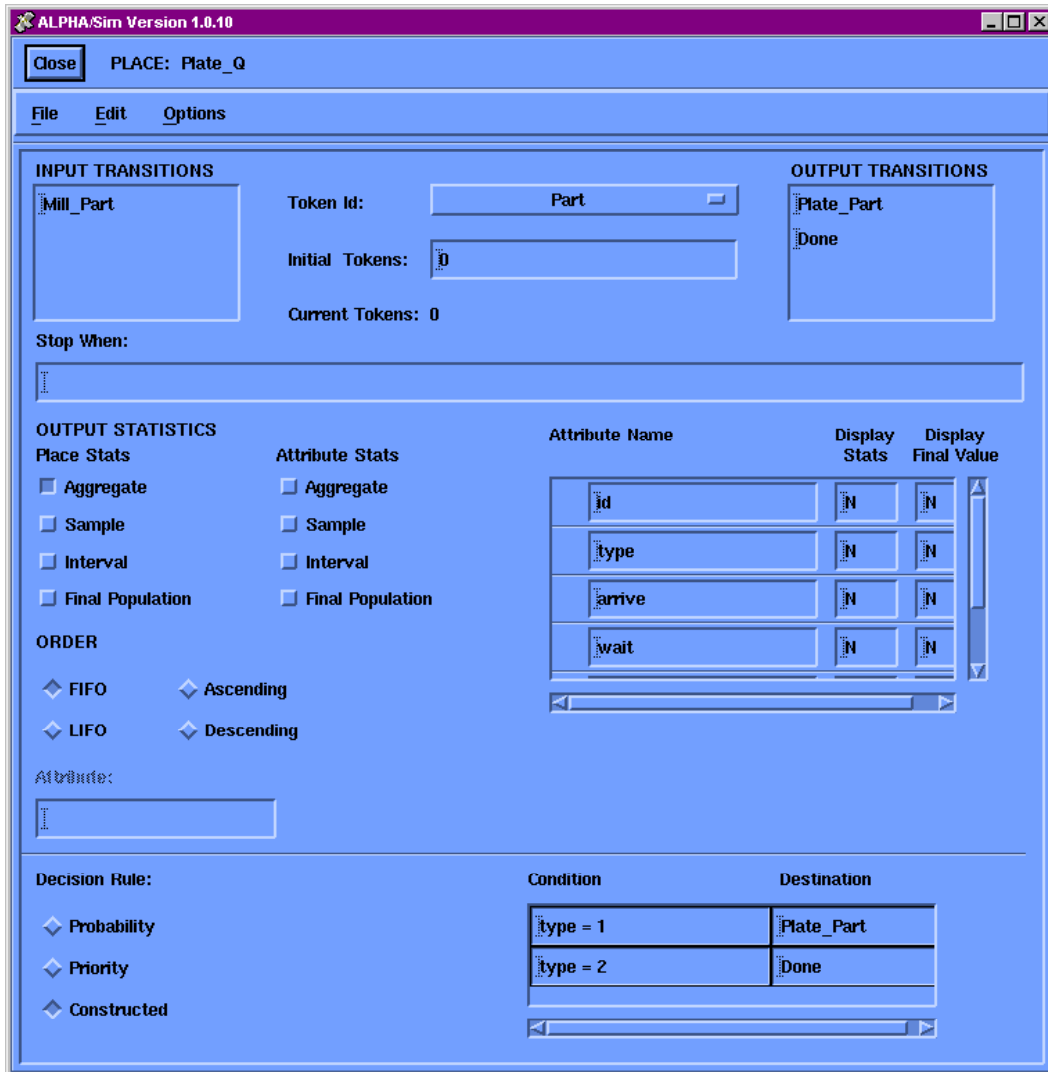 ALPHA/Sim Version 1.0.10
Close PLACE: Plate_Q
File Edit Options
INPUT TRANSITIONS
Mill_Part
Token Id: Part
Initial Tokens: 0
Current Tokens: 0
OUTPUT TRANSITIONS
Plate_Part
Done
Stop When:
OUTPUT STATISTICS
Place Stats
Aggregate
Sample
Interval
Final Population
Attribute Stats
Aggregate
Sample
Interval
Final Population
Attribute Name Display Stats Display Final Value
id N N
type N N
arrive N N
wait N N
ORDER
FIFO Ascending
LIFO Descending
Attribute:
Decision Rule:
Probability
Priority
Constructed
Condition Destination
type = 1 Plate_Part
type = 2 Done